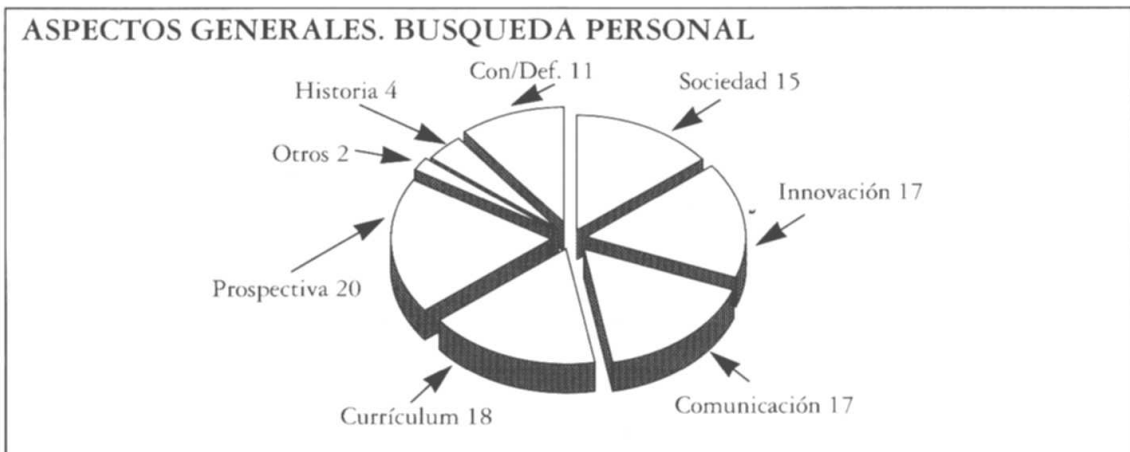 ASPECTOS GENERALES. BUSQUEDA PERSONAL
Con/Def. 11
Sociedad 15
Historia 4
Otros 2
Innovación 17
Prospectiva 20
Currículum 18
Comunicación 17